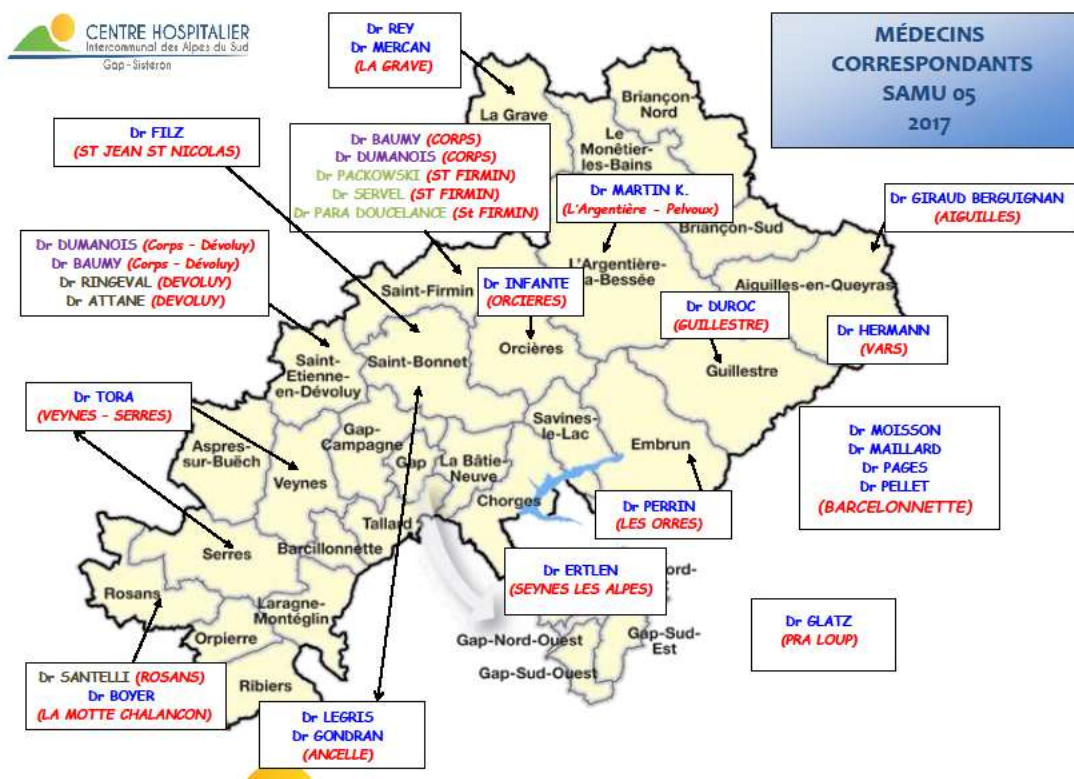 CENTRE HOSPITALIER
Intercommunal des Alpes du Sud
Gap-Sisteron
MÉDECINS
CORRESPONDANTS
SAMU 05
2017
Dr REY
Dr MERCAN
(LA GRAVE)
La Grave
Briançon-
Nord
Le
Monêtier-
les-Bains
Dr FILZ
(ST JEAN ST NICOLAS)
Dr BAUMY (CORPS)
Dr DUMANOIS (CORPS)
Dr PACKOWSKI (ST FIRMIN)
Dr SERVEL (ST FIRMIN)
Dr PARA DOUCELANCE (St FIRMIN)
Dr MARTIN K.
(L'Argentière - Pelvoux)
Dr GIRAUD BERGUIGNAN
(AIGUILLES)
Briançon-Sud
Dr DUMANOIS (Corps - Dévoluy)
Dr BAUMY (Corps - Dévoluy)
Dr RINGEVAL (DEVOLUY)
Dr ATTANE (DEVOLUY)
L'Argentière-
la-Bessée
Saint-Firmin
Dr INFANTE
(ORCIERES)
Aiguilles-en-Queyras
Dr DUROC
(GUILLESTRE)
Dr HERMANN
(VARS)
Saint-
Etienne-
en-Dévoluy
Saint-Bonnet
Orcières
Guillestre
Dr TORA
(VEYNES - SERRES)
Aspres-
sur-Buëch
Veynes
Gap-
Campagne
Gap
La Bâtie-
Neuve
Savines-
le-Lac
Embrun
Chorges
Dr MOISSON
Dr MAILLARD
Dr PAGES
Dr PELLET
(BARCELONNETTE)
Dr PERRIN
(LES ORRES)
Tallard
Barcillonnette
Serres
Dr ERTLEN
(SEYNES LES ALPES)
ord-
Rosans
Laragne-
Montéglin
Orpierre
Ribiers
Gap-Nord-Ouest
Gap-Sud-Ouest
Gap-Sud-
Est
Dr GLATZ
(PRA LOUP)
Dr SANTELLI (ROSANS)
Dr BOYER
(LA MOTTE CHALANCON)
Dr LEGRIS
Dr GONDRAN
(ANCELLE)